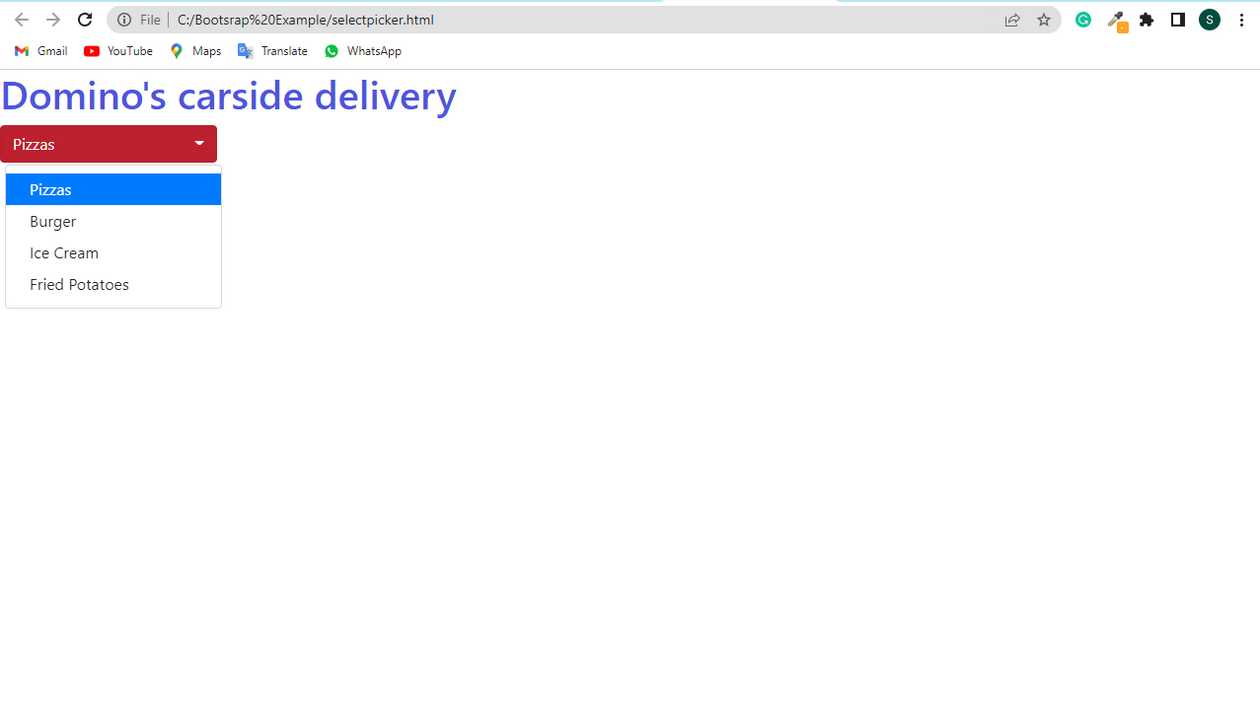 File C:/Bootsrap%20Example/selectpicker.html S
Gmail YouTube Maps Translate WhatsApp
Domino's carside delivery
Pizzas
Pizzas
Burger
Ice Cream
Fried Potatoes